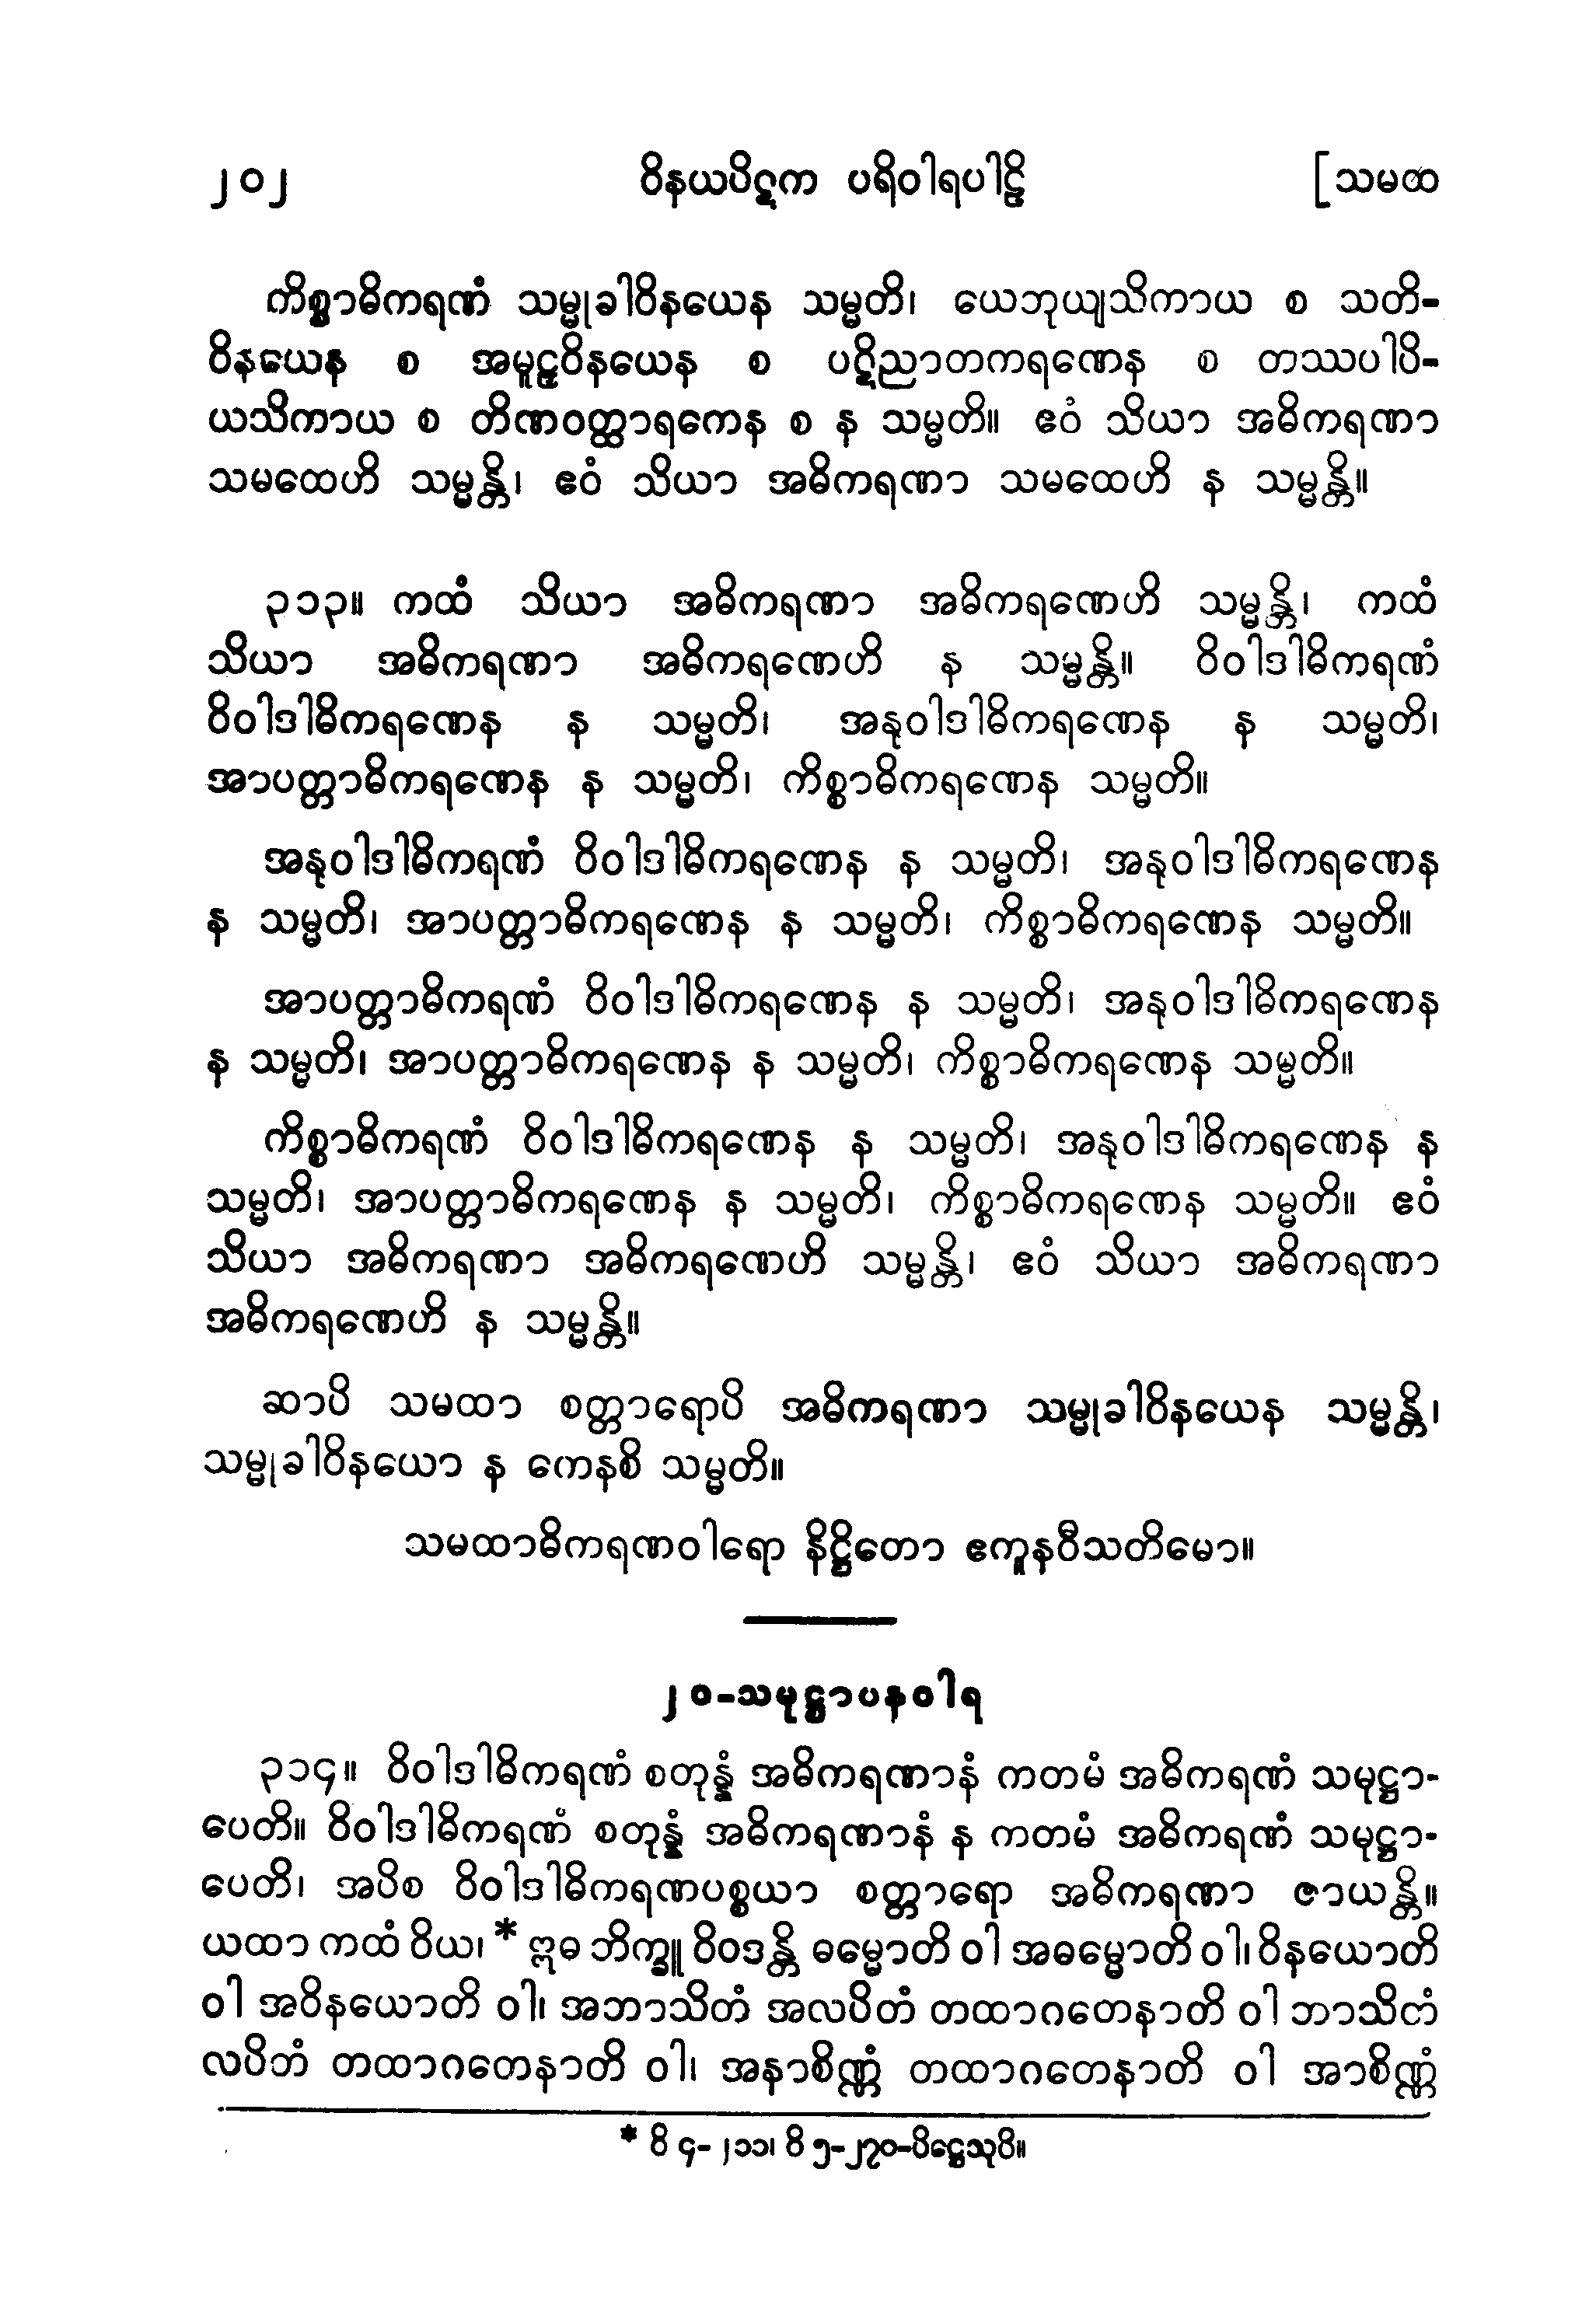 ၂၀၂ ဝိနယပိဋက ပရိဝါရပါဠိ [သမထ
ကိစ္စာဓိကရဏံ သမ္မုခါဝိနယေန သမ္မတိ၊ ယေဘုယျသိကာယ စ သတိ-
ဝိနယေန စ အမူဠှဝိနယေန စ ပဋိညာတကရဏေန စ တဿပါပိ-
ယသိကာယ စ တိဏဝတ္ထာရကေန စ န သမ္မတိ။ ဧဝံ သိယာ အဓိကရဏာ
သမထေဟိ သမ္မန္တိ၊ ဧဝံ သိယာ အဓိကရဏာ သမထေဟိ န သမ္မန္တိ။
၃၁၃။ ကထံ သိယာ အဓိကရဏာ အဓိကရဏေဟိ သမ္မန္တိ၊ ကထံ
သိယာ အဓိကရဏာ အဓိကရဏေဟိ န သမ္မန္တိ။ ဝိဝါဒါဓိကရဏံ
ဝိဝါဒါဓိကရဏေန န သမ္မတိ၊ အနုဝါဒါဓိကရဏေန န သမ္မတိ၊
အာပတ္တာဓိကရဏေန န သမ္မတိ၊ ကိစ္စာဓိကရဏေန သမ္မတိ။
အနုဝါဒါဓိကရဏံ ဝိဝါဒါဓိကရဏေန န သမ္မတိ၊ အနုဝါဒါဓိကရဏေန
န သမ္မတိ၊ အာပတ္တာဓိကရဏေန န သမ္မတိ၊ ကိစ္စာဓိကရဏေန သမ္မတိ။
အာပတ္တာဓိကရဏံ ဝိဝါဒါဓိကရဏေန န သမ္မတိ၊ အနုဝါဒါဓိကရဏေန
န သမ္မတိ၊ အာပတ္တာဓိကရဏေန န သမ္မတိ၊ ကိစ္စာဓိကရဏေန သမ္မတိ။
ကိစ္စာဓိကရဏံ ဝိဝါဒါဓိကရဏေန န သမ္မတိ၊ အနုဝါဒါဓိကရဏေန န
သမ္မတိ၊ အာပတ္တာဓိကရဏေန န သမ္မတိ၊ ကိစ္စာဓိကရဏေန သမ္မတိ။ ဧဝံ
သိယာ အဓိကရဏာ အဓိကရဏေဟိ သမ္မန္တိ၊ ဧဝံ သိယာ အဓိကရဏာ
အဓိကရဏေဟိ န သမ္မန္တိ။
ဆာပိ သမထာ စတ္တာရောပိ အဓိကရဏာ သမ္မုခါဝိနယေန သမ္မန္တိ၊
သမ္မုခါဝိနယော န ကေနစိ သမ္မတိ။
သမထာဓိကရဏဝါရော နိဋ္ဌိတော ဧကူနဝီသတိမော။
၂၀-သမုဋ္ဌာပနဝါရ
၃၁၄။ ဝိဝါဒါဓိကရဏံ စတုန္နံ အဓိကရဏာနံ ကတမံ အဓိကရဏံ သမုဋ္ဌာ-
ပေတိ။ ဝိဝါဒါဓိကရဏံ စတုန္နံ အဓိကရဏာနံ န ကတမံ အဓိကရဏံ သမုဋ္ဌာ-
ပေတိ၊ အပိစ ဝိဝါဒါဓိကရဏပစ္စယာ စတ္တာရော အဓိကရဏာ ဇာယန္တိ။
ယထာ ကထံ ဝိယ၊ * ဣဓ ဘိက္ခူ ဝိဝဒန္တိ ဓမ္မောတိ ဝါ အဓမ္မောတိ ဝါ၊ ဝိနယောတိ
ဝါ အဝိနယောတိ ဝါ၊ အဘာသိတံ အလပိတံ တထာဂတေနာတိ ဝါ ဘာသိတံ
လပိတံ တထာဂတေနာတိ ဝါ၊ အနာစိဏ္ဏံ တထာဂတေနာတိ ဝါ အာစိဏ္ဏံ
* ဝိ ၄-၂၁၁၊ ဝိ ၅-၂၇၀-ပိဋ္ဌေသုပိ။